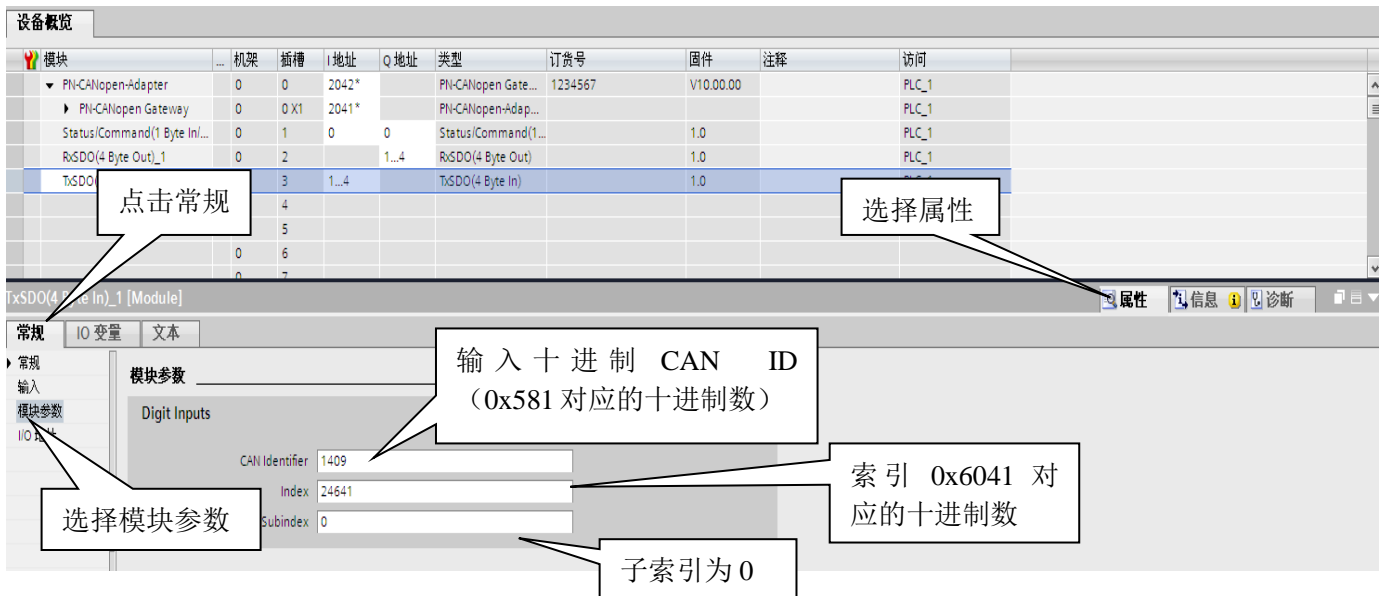 设备概览
模块 ... 机架 插槽 I 地址 Q 地址 类型 订货号 固件 注释 访问
PN-CANopen-Adapter 0 0 2042* PN-CANopen Gate... 1234567 V10.00.00 PLC_1
PN-CANopen Gateway 0 0 X1 2041* PN-CANopen-Adap... PLC_1
Status/Command(1 Byte In/... 0 1 0 0 Status/Command(1... 1.0 PLC_1
RxSDO(4 Byte Out)_1 0 2 1...4 RxSDO(4 Byte Out) 1.0 PLC_1
TxSDO( 3 1...4 TxSDO(4 Byte In) 1.0
4
5
0 6
点击常规
选择属性
TxSDO(4 Byte In)_1 [Module]
属性 信息 诊断
常规 IO 变量 文本
常规
输入
模块参数
I/O 地址
模块参数
Digit Inputs
CAN Identifier 1409
Index 24641
Subindex 0
输入十进制 CAN ID
（0x581 对应的十进制数）
索引 0x6041 对
应的十进制数
选择模块参数
子索引为 0